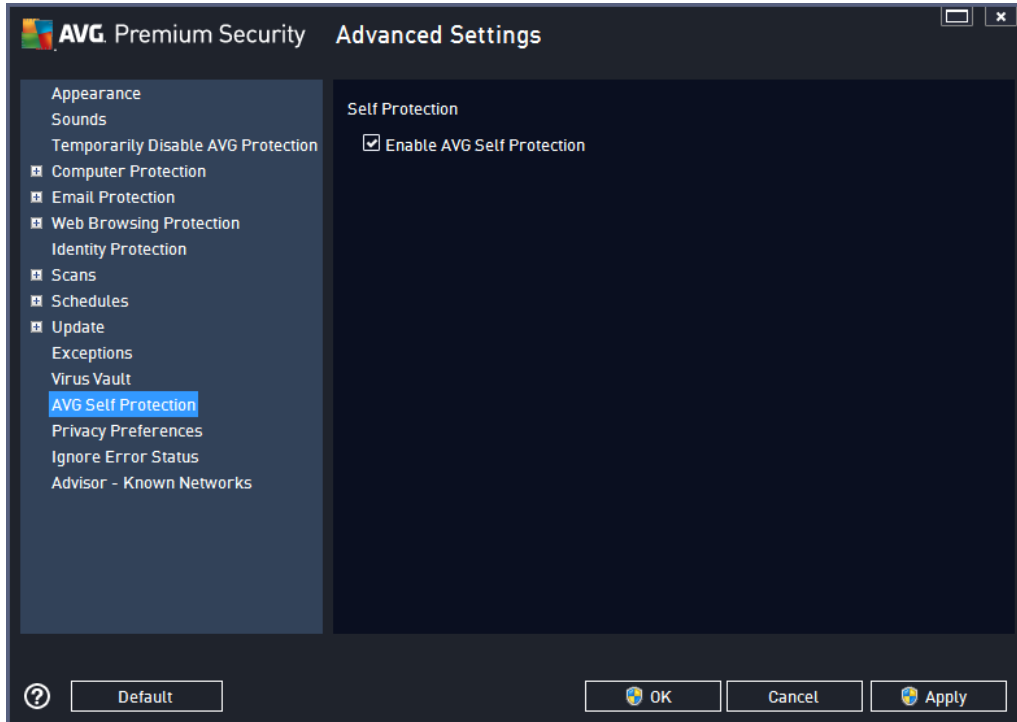 AVG. Premium Security
Advanced Settings
Appearance
Sounds
Temporarily Disable AVG Protection
Computer Protection
Email Protection
Web Browsing Protection
Identity Protection
Scans
Schedules
Update
Exceptions
Virus Vault
AVG Self Protection
Privacy Preferences
Ignore Error Status
Advisor - Known Networks
Self Protection
Enable AVG Self Protection
Default
OK
Cancel
Apply